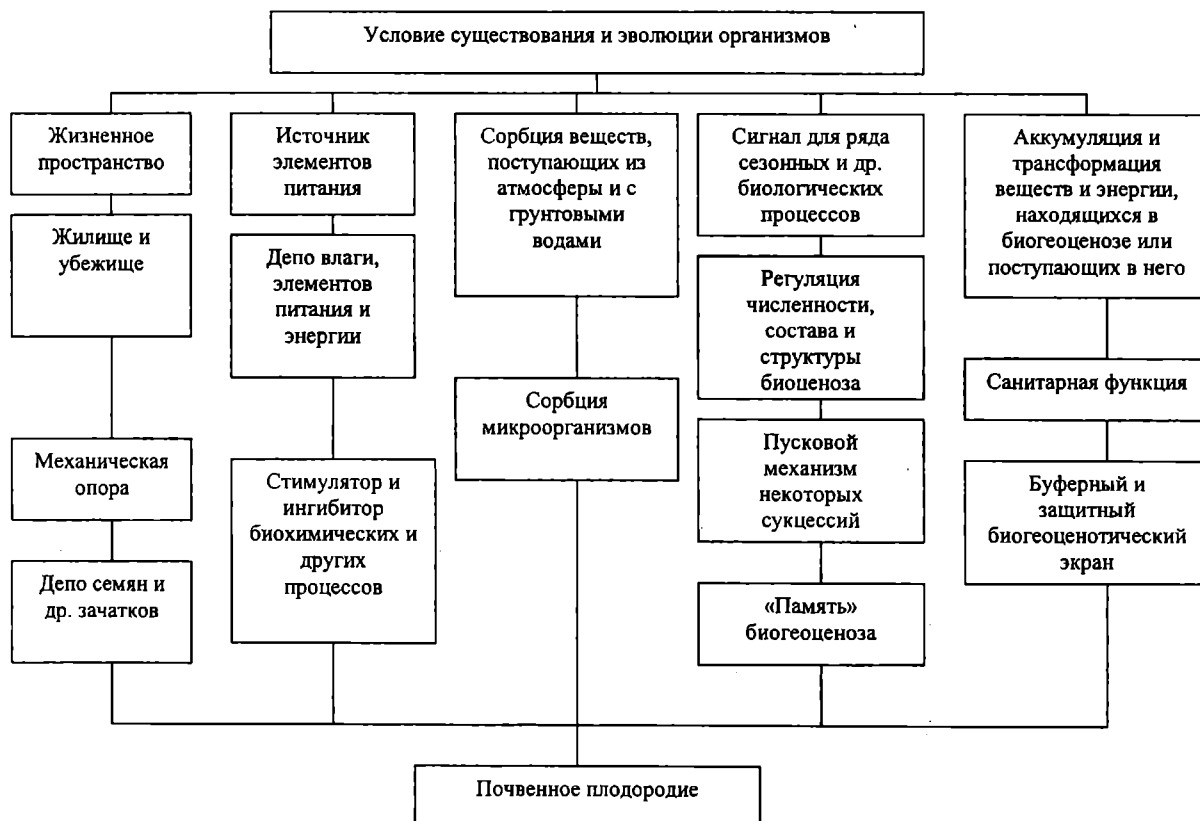 Условие существования и эволюции организмов
Жизненное
пространство
Жилище и
убежище
Механическая
опора
Депо семян и
др. зачатков
Источник
элементов
питания
Депо влаги,
элементов
питания и
энергии
Стимулятор и
ингибитор
биохимических и
других
процессов
Сорбция веществ,
поступающих из
атмосферы и с
грунтовыми
водами
Сорбция
микроорганизмов
Сигнал для ряда
сезонных и др.
биологических
процессов
Регуляция
численности,
состава и
структуры
биоценоза
Пусковой
механизм
некоторых
сукцессий
«Память»
биогеоценоза
Аккумуляция и
трансформация
веществ и энергии,
находящихся в
биогеоценозе или
поступающих в него
Санитарная функция
Буферный и
защитный
биогеоценотический
экран
Почвенное плодородие